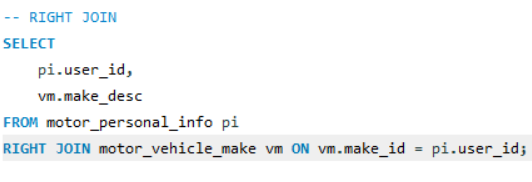 -- RIGHT JOIN
SELECT
    pi.user_id,
    vm.make_desc
FROM motor_personal_info pi
RIGHT JOIN motor_vehicle_make vm ON vm.make_id = pi.user_id;